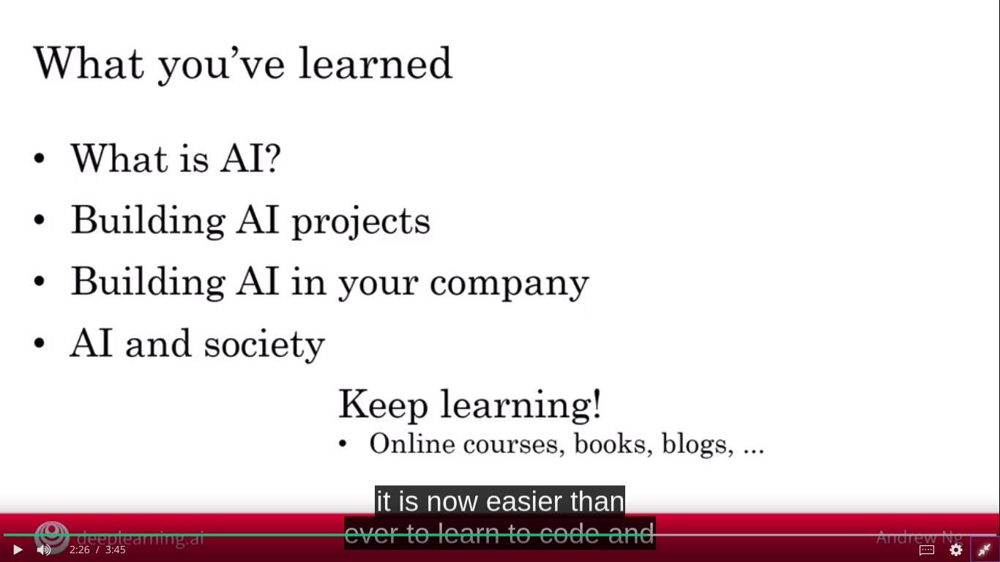 What you’ve learned
• What is AI?
• Building AI projects
• Building AI in your company
• AI and society
Keep learning!
• Online courses, books, blogs, ...
it is now easier than
ever to learn to code and
deeplearning.ai
Andrew Ng
2:26 / 3:45